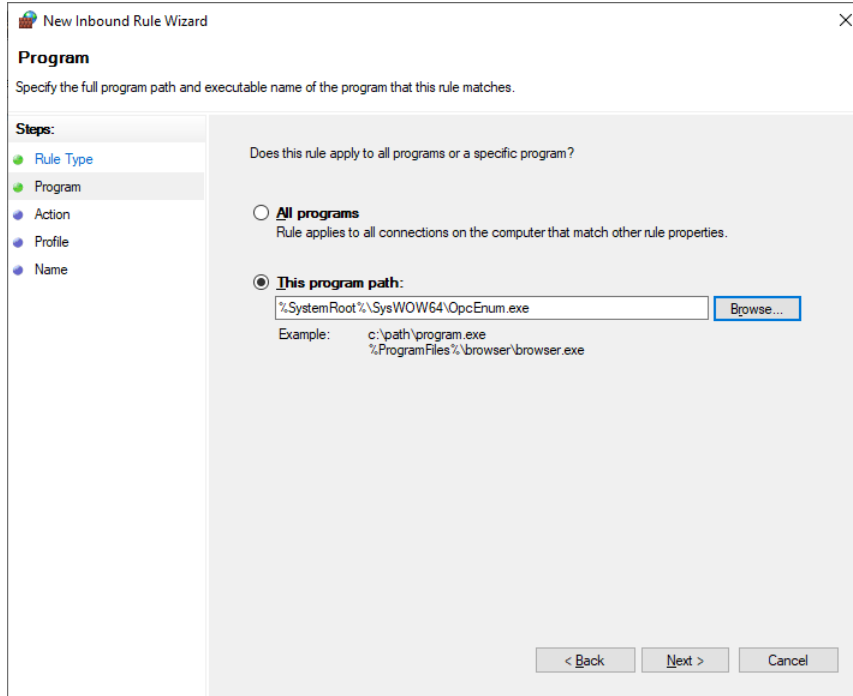 New Inbound Rule Wizard
Program
Specify the full program path and executable name of the program that this rule matches.
Steps:
Rule Type
Program
Action
Profile
Name
Does this rule apply to all programs or a specific program?
All programs
Rule applies to all connections on the computer that match other rule properties.
This program path:
%SystemRoot%\SysWOW64\OpcEnum.exe
Browse...
Example: c:\path\program.exe
%ProgramFiles%\browser\browser.exe
< Back Next > Cancel